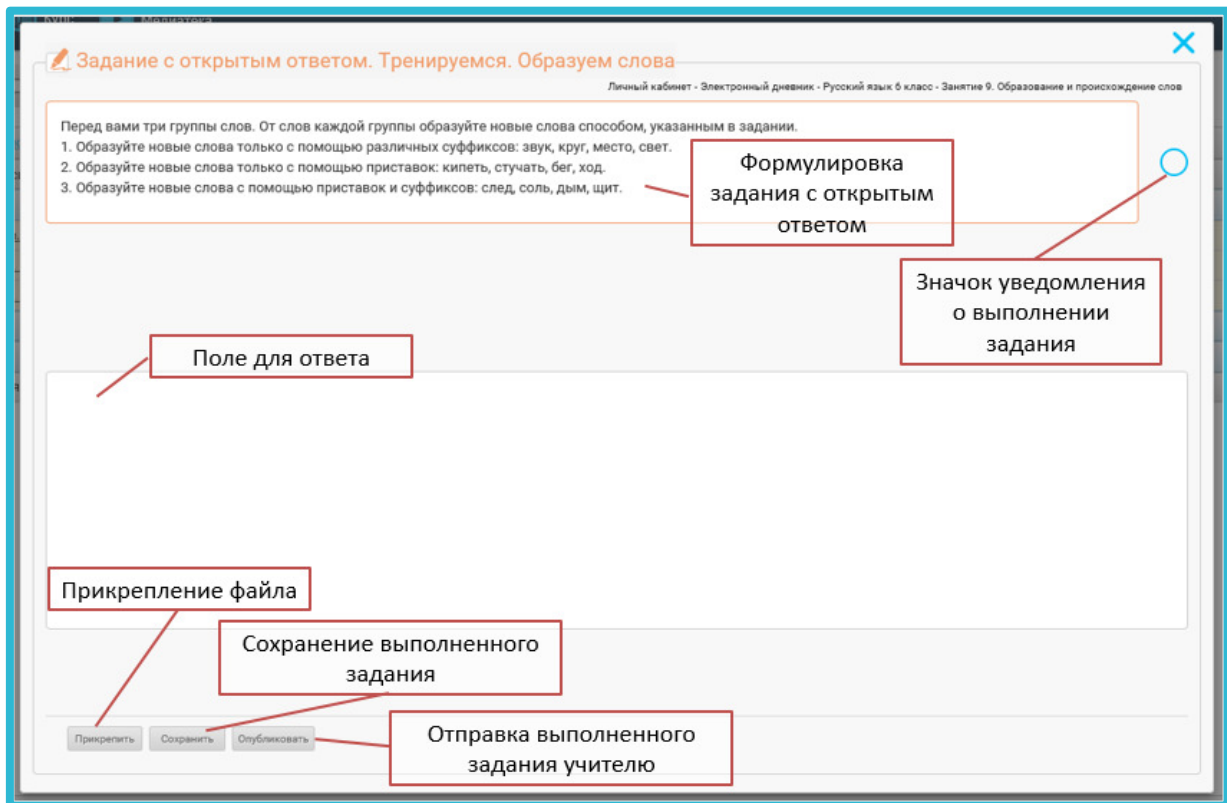 Медиатека
Задание с открытым ответом. Тренируемся. Образуем слова
Личный кабинет - Электронный дневник - Русский язык 6 класс - Занятие 9. Образование и происхождение слов
Перед вами три группы слов. От слов каждой группы образуйте новые слова способом, указанным в задании.
1. Образуйте новые слова только с помощью различных суффиксов: звук, круг, место, свет.
2. Образуйте новые слова только с помощью приставок: кипеть, стучать, бег, ход.
3. Образуйте новые слова с помощью приставок и суффиксов: след, соль, дым, щит.
Формулировка
задания с открытым
ответом
Значок уведомления
о выполнении
задания
Поле для ответа
Прикрепление файла
Сохранение выполненного
задания
Прикрепить
Сохранить
Опубликовать
Отправка выполненного
задания учителю